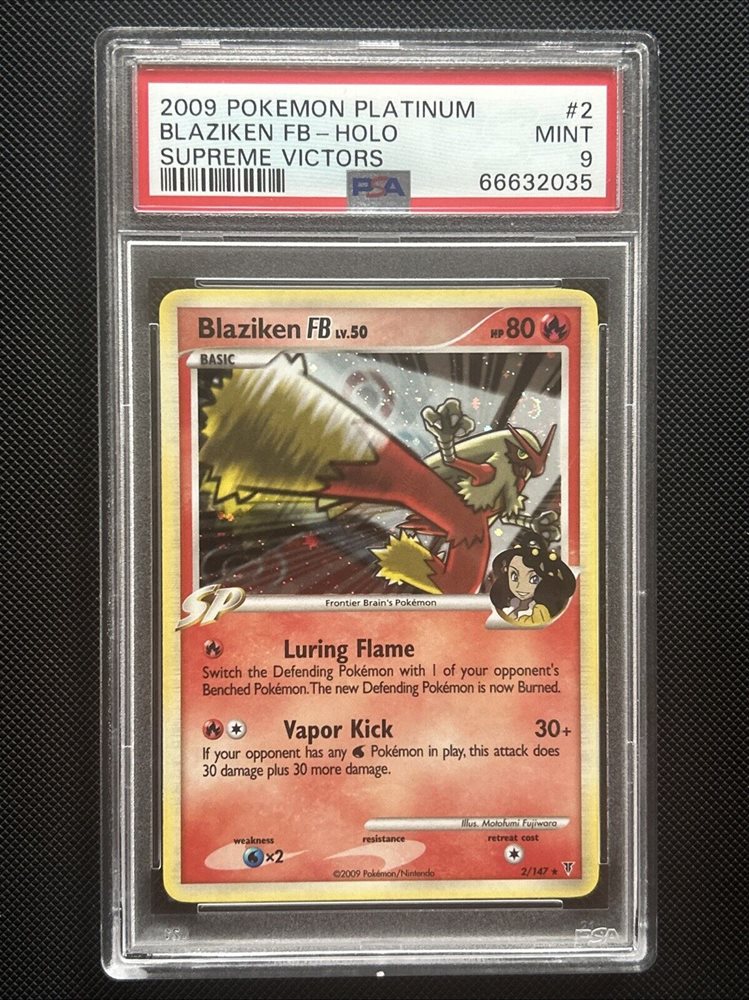 2009 POKEMON PLATINUM #2
BLAZIKEN FB – HOLO MINT
SUPREME VICTORS 9
PSA 66632035
Blaziken FB LV.50 HP 80
BASIC
SP
Frontier Brain's Pokémon
Luring Flame
Switch the Defending Pokémon with 1 of your opponent's
Benched Pokémon. The new Defending Pokémon is now Burned.
Vapor Kick 30+
If your opponent has any Pokémon in play, this attack does
30 damage plus 30 more damage.
Illus. Motofumi Fujiwara
weakness resistance retreat cost
×2
©2009 Pokémon/Nintendo 2/147 ★
PSA